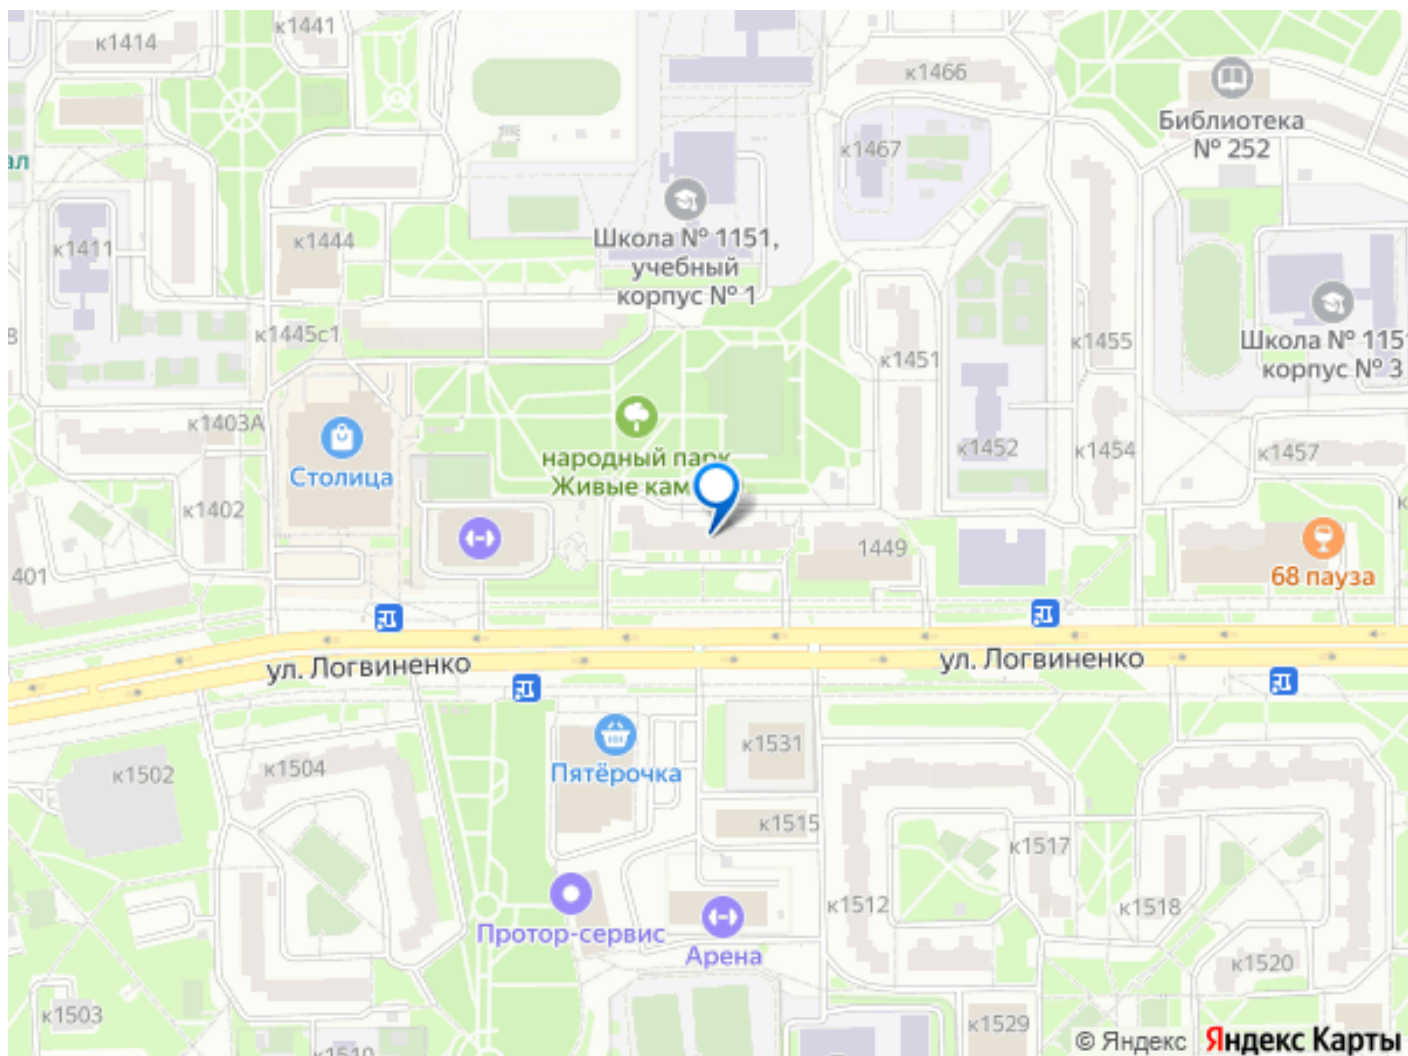 к1414
к1441
к1466
Библиотека
№ 252
к1467
ал
к1411
к1444
Школа № 1151,
учебный
корпус № 1
к1445с1
к1451
к1455
Школа № 1151
корпус № 3
к1403А
Столица
народный парк
Живые кам
к1452
к1454
к1457
к1402
401
1449
68 пауза
ул. Логвиненко
ул. Логвиненко
к1502
к1504
Пятёрочка
к1531
к1515
к1517
к1512
к1518
Протор-сервис
Арена
к1520
к1503
к1529
к1510
© Яндекс Яндекс Карты